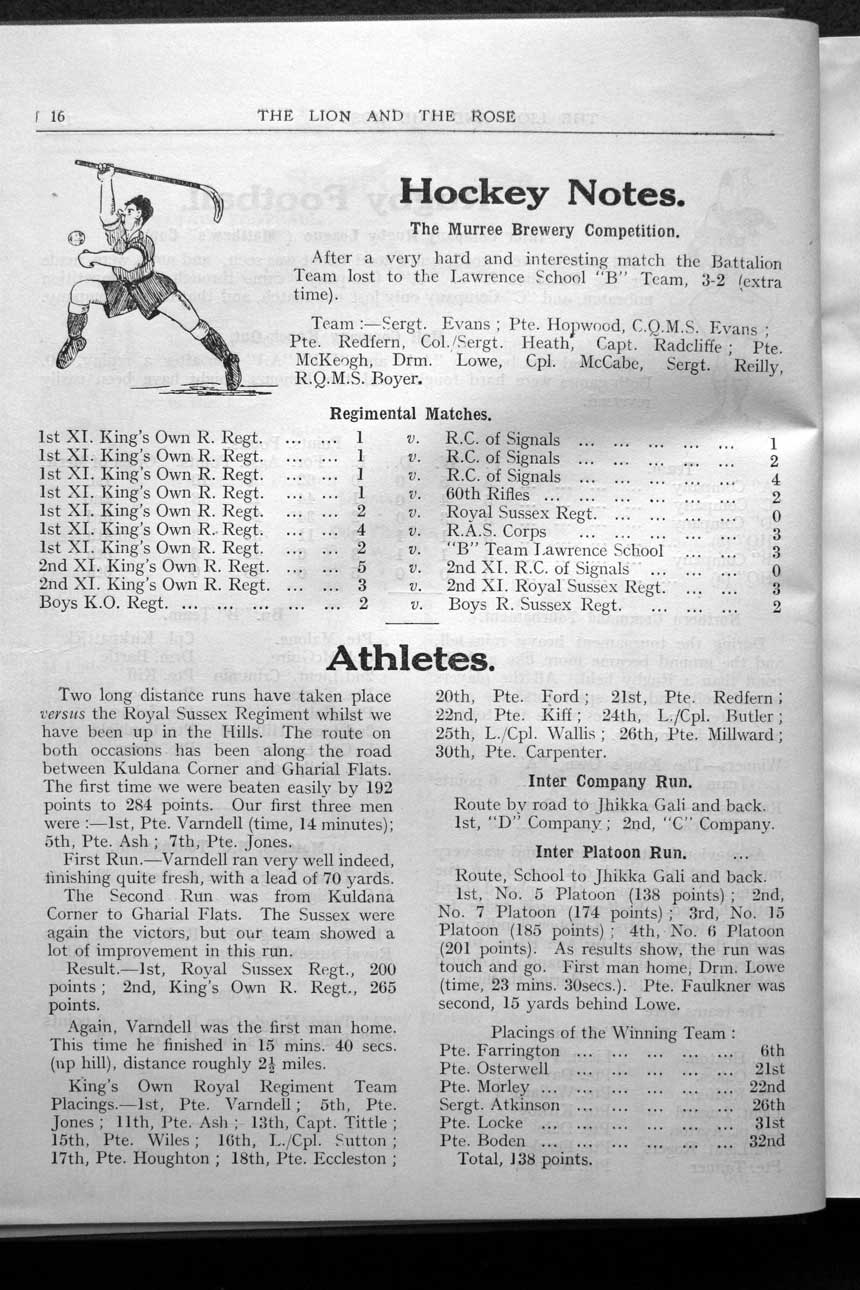 16 THE LION AND THE ROSE
Hockey Notes.
The Murree Brewery Competition.
After a very hard and interesting match the Battalion
Team lost to the Lawrence School "B" Team, 3-2 (extra
time).
Team :—Sergt. Evans ; Pte. Hopwood, C.Q.M.S. Evans ;
Pte. Redfern, Col./Sergt. Heath, Capt. Radcliffe ; Pte.
McKeogh, Drm. Lowe, Cpl. McCabe, Sergt. Reilly,
R.Q.M.S. Boyer.
Regimental Matches.
1st XI. King's Own R. Regt. ... ... 1 v. R.C. of Signals ... ... ... ... ... 1
1st XI. King's Own R. Regt. ... ... 1 v. R.C. of Signals ... ... ... ... ... 2
1st XI. King's Own R. Regt. ... ... 1 v. R.C. of Signals ... ... ... ... ... 4
1st XI. King's Own R. Regt. ... ... 1 v. 60th Rifles ... ... ... ... ... ... 2
1st XI. King's Own R. Regt. ... ... 2 v. Royal Sussex Regt. ... ... ... ... 0
1st XI. King's Own R. Regt. ... ... 4 v. R.A.S. Corps ... ... ... ... ... 3
1st XI. King's Own R. Regt. ... ... 2 v. "B" Team Lawrence School ... ... 3
2nd XI. King's Own R. Regt. ... ... 5 v. 2nd XI. R.C. of Signals ... ... ... 0
2nd XI. King's Own R. Regt. ... ... 3 v. 2nd XI. Royal Sussex Regt. ... ... 3
Boys K.O. Regt. ... ... ... ... ... 2 v. Boys R. Sussex Regt. ... ... ... 2
Athletes.
Two long distance runs have taken place
versus the Royal Sussex Regiment whilst we
have been up in the Hills. The route on
both occasions has been along the road
between Kuldana Corner and Gharial Flats.
The first time we were beaten easily by 192
points to 284 points. Our first three men
were :—1st, Pte. Varndell (time, 14 minutes);
5th, Pte. Ash ; 7th, Pte. Jones.
First Run.—Varndell ran very well indeed,
finishing quite fresh, with a lead of 70 yards.
The Second Run was from Kuldana
Corner to Gharial Flats. The Sussex were
again the victors, but our team showed a
lot of improvement in this run.
Result.—1st, Royal Sussex Regt., 200
points ; 2nd, King's Own R. Regt., 265
points.
Again, Varndell was the first man home.
This time he finished in 15 mins. 40 secs.
(up hill), distance roughly 2½ miles.
King's Own Royal Regiment Team
Placings.—1st, Pte. Varndell ; 5th, Pte.
Jones ; 11th, Pte. Ash ; 13th, Capt. Tittle ;
15th, Pte. Wiles ; 16th, L./Cpl. Sutton ;
17th, Pte. Houghton ; 18th, Pte. Eccleston ;
20th, Pte. Ford ; 21st, Pte. Redfern ;
22nd, Pte. Kiff ; 24th, L./Cpl. Butler ;
25th, L./Cpl. Wallis ; 26th, Pte. Millward ;
30th, Pte. Carpenter.
Inter Company Run.
Route by road to Jhikka Gali and back.
1st, "D" Company ; 2nd, "C" Company.
Inter Platoon Run. ...
Route, School to Jhikka Gali and back.
1st, No. 5 Platoon (138 points) ; 2nd,
No. 7 Platoon (174 points) ; 3rd, No. 15
Platoon (185 points) ; 4th, No. 6 Platoon
(201 points). As results show, the run was
touch and go. First man home, Drm. Lowe
(time, 23 mins. 30secs.). Pte. Faulkner was
second, 15 yards behind Lowe.
Placings of the Winning Team :
Pte. Farrington ... ... ... ... ... 6th
Pte. Osterwell ... ... ... ... ... 21st
Pte. Morley ... ... ... ... ... ... 22nd
Sergt. Atkinson ... ... ... ... ... 26th
Pte. Locke ... ... ... ... ... ... 31st
Pte. Boden ... ... ... ... ... ... 32nd
Total, 138 points.